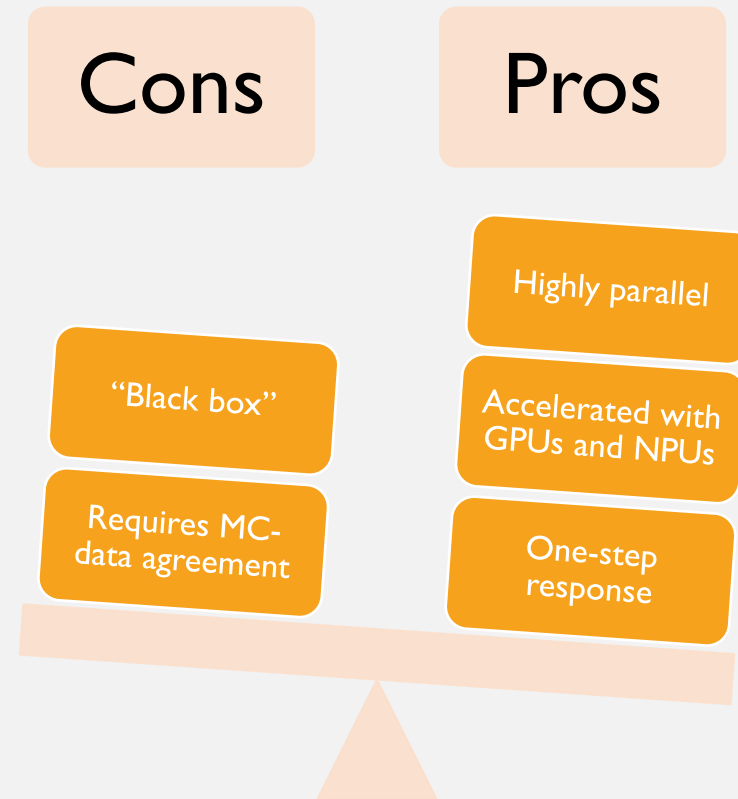 Cons
Pros
“Black box”
Requires MC-
data agreement
Highly parallel
Accelerated with
GPUs and NPUs
One-step
response